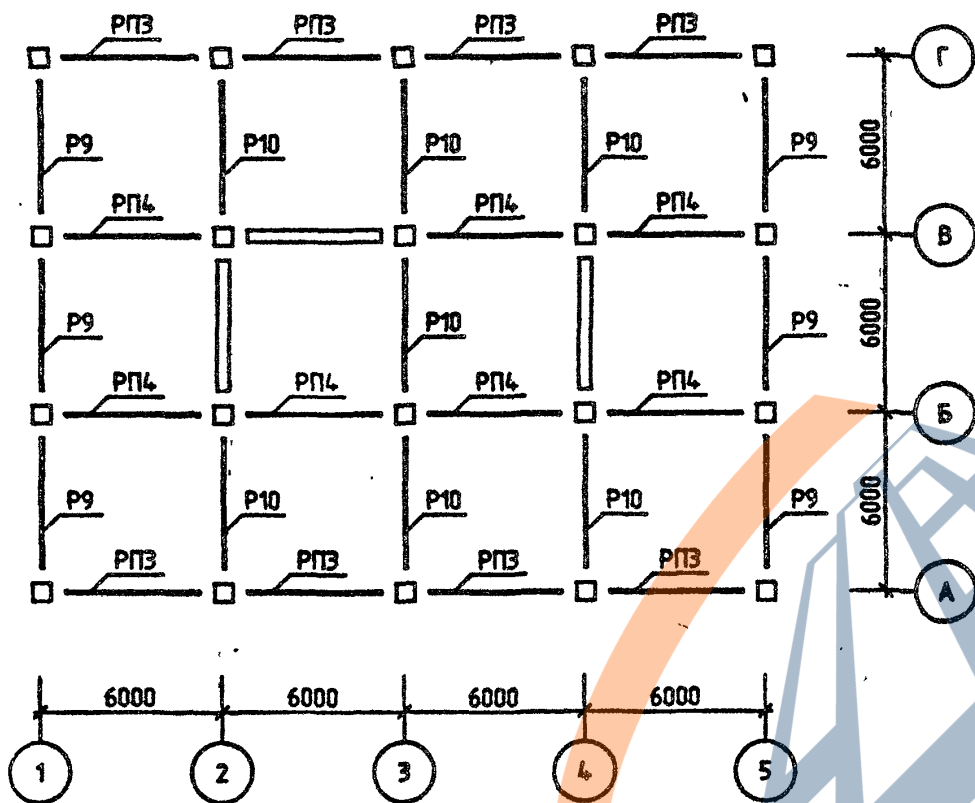 РП3 РП3 РП3 РП3
Г
Р9 Р10 Р10 Р9
6000
РП4 РП4 РП4
В
Р9 Р10 Р9
6000
РП4 РП4 РП4 РП4
Б
Р9 Р10 Р10 Р10 Р9
6000
РП3 РП3 РП3 РП3
А
6000 6000 6000 6000
1 2 3 4 5